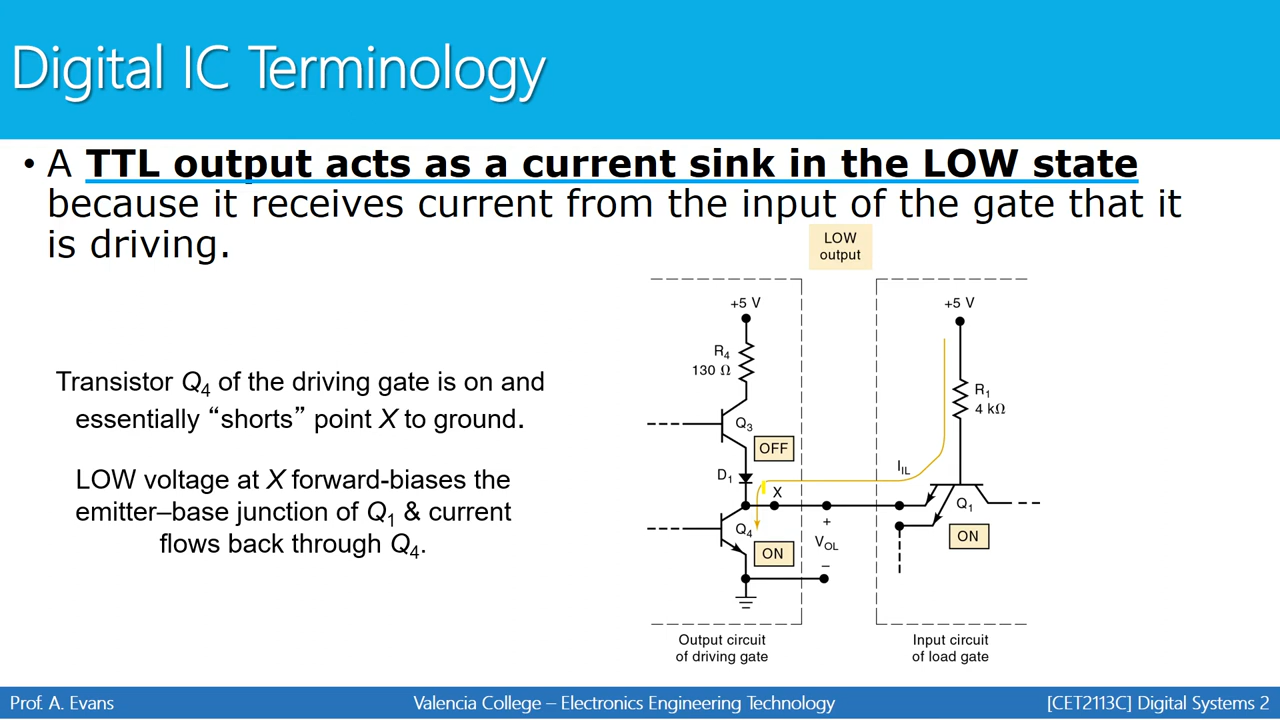 Digital IC Terminology
• A TTL output acts as a current sink in the LOW state
because it receives current from the input of the gate that it
is driving.
LOW
output
Transistor Q4 of the driving gate is on and
essentially “shorts” point X to ground.
LOW voltage at X forward-biases the
emitter–base junction of Q1 & current
flows back through Q4.
+5 V
+5 V
R4
130 Ω
R1
4 kΩ
Q3
OFF
D1
IIL
X
Q1
Q4
+
VOL
–
ON
ON
Output circuit
of driving gate
Input circuit
of load gate
Prof. A. Evans
Valencia College – Electronics Engineering Technology
[CET2113C] Digital Systems 2